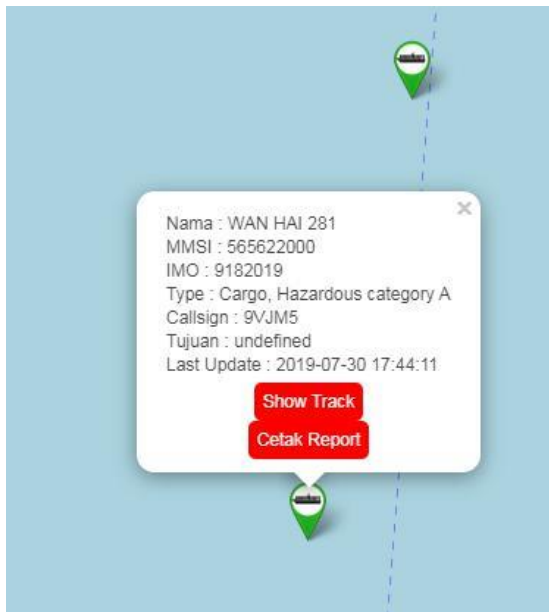 ×
Nama : WAN HAI 281
MMSI : 565622000
IMO : 9182019
Type : Cargo, Hazardous category A
Callsign : 9VJM5
Tujuan : undefined
Last Update : 2019-07-30 17:44:11
Show Track
Cetak Report